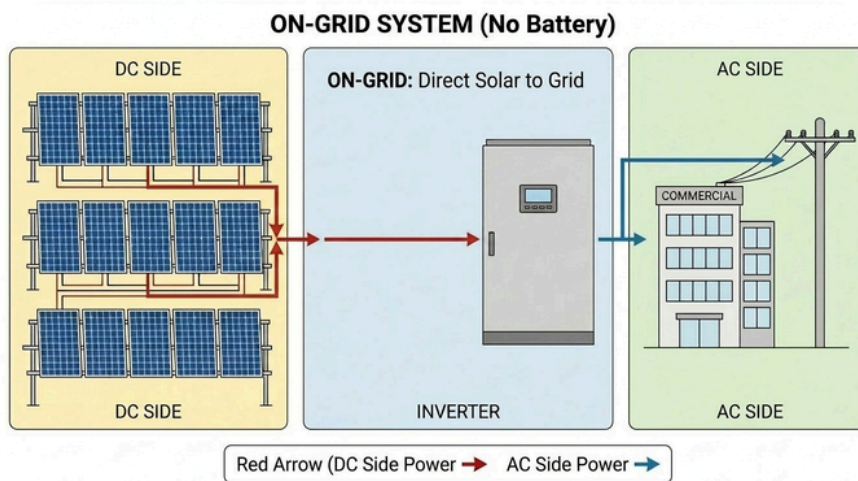 ON-GRID SYSTEM (No Battery)
DC SIDE
DC SIDE
ON-GRID: Direct Solar to Grid
INVERTER
AC SIDE
COMMERCIAL
AC SIDE
Red Arrow (DC Side Power
AC Side Power